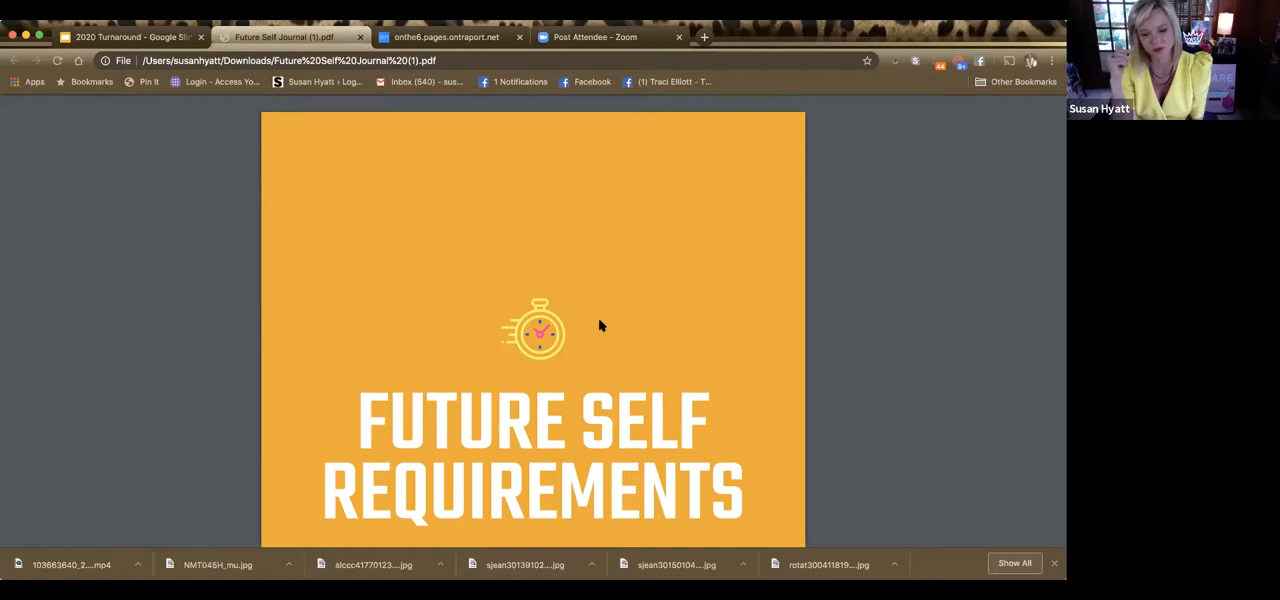 2020 Turnaround - Google Slic
Future Self Journal (1).pdf
onthe6.pages.ontraport.net
Post Attendee - Zoom
File
/Users/susanhyatt/Downloads/Future%20Self%20Journal%20(1).pdf
Apps
Bookmarks
Pin It
Login - Access Yo...
Susan Hyatt › Log...
Inbox (540) - sus...
1 Notifications
Facebook
(1) Traci Elliott - T...
Other Bookmarks
44
9+
Susan Hyatt
FUTURE SELF
REQUIREMENTS
103663640_2....mp4
NMT045H_mu.jpg
alccc41770123....jpg
sjean30139102....jpg
sjean30150104....jpg
rotat300411819....jpg
Show All